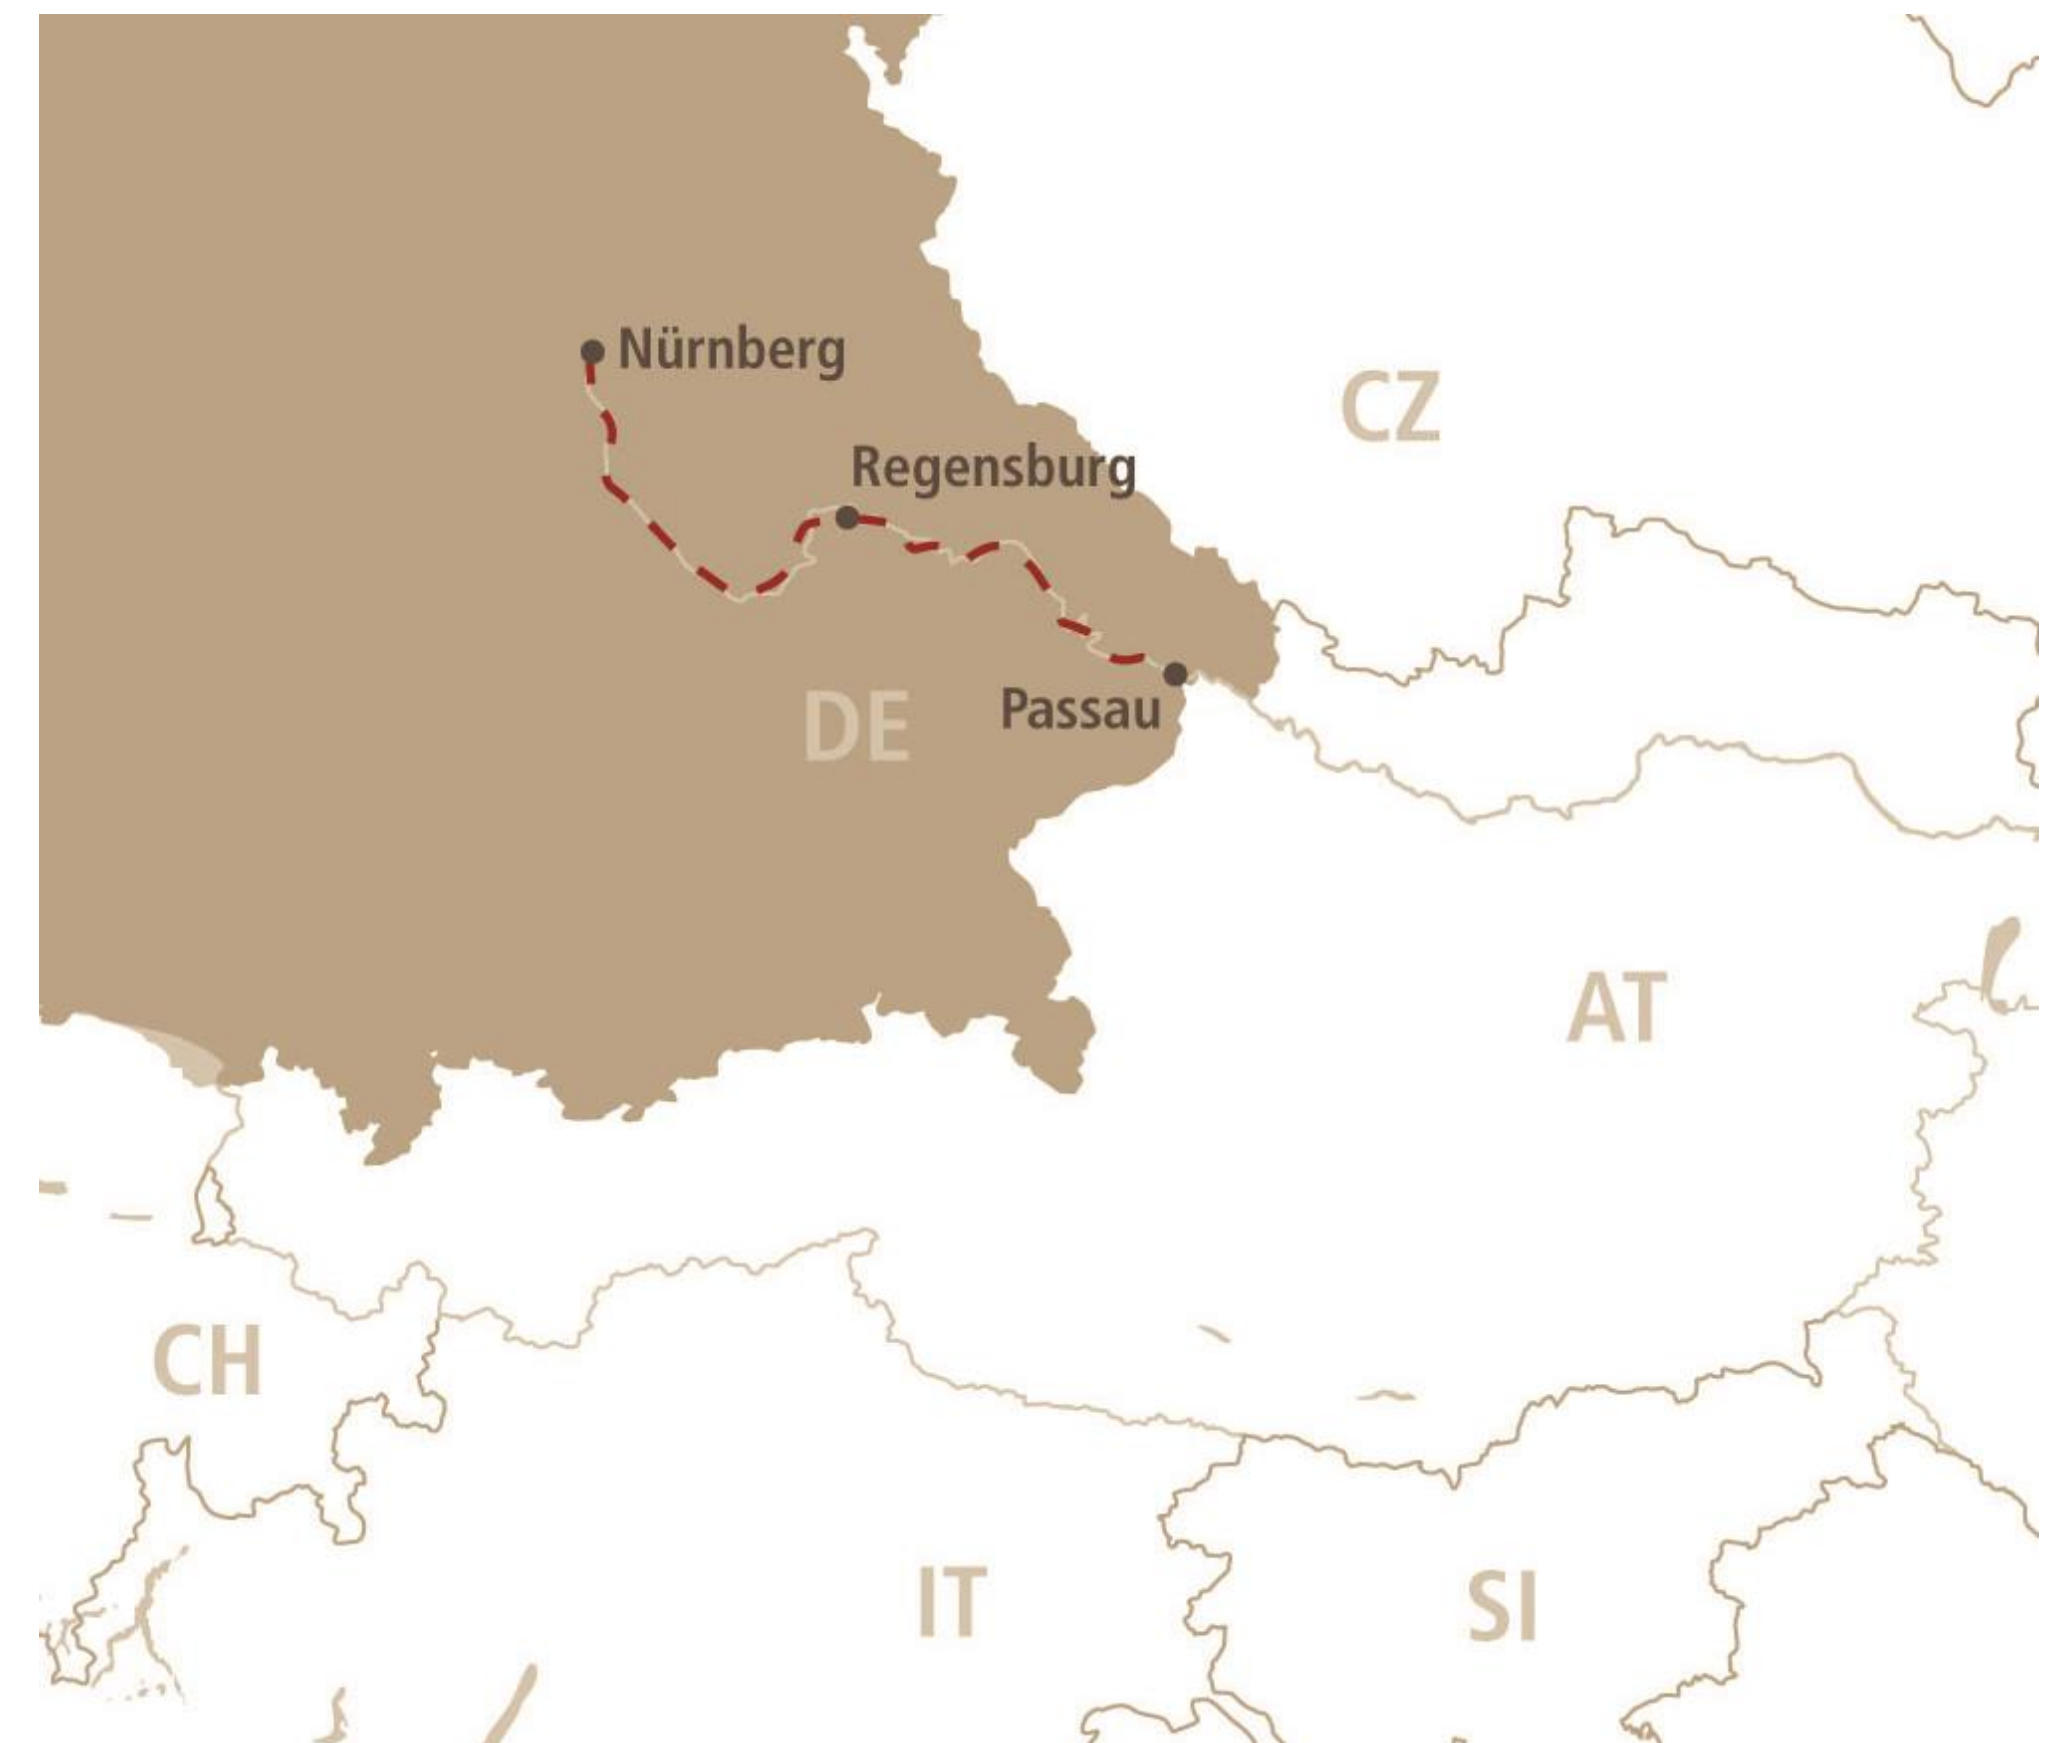 Nürnberg
CZ
Regensburg
Passau
DE
AT
CH
IT
SI